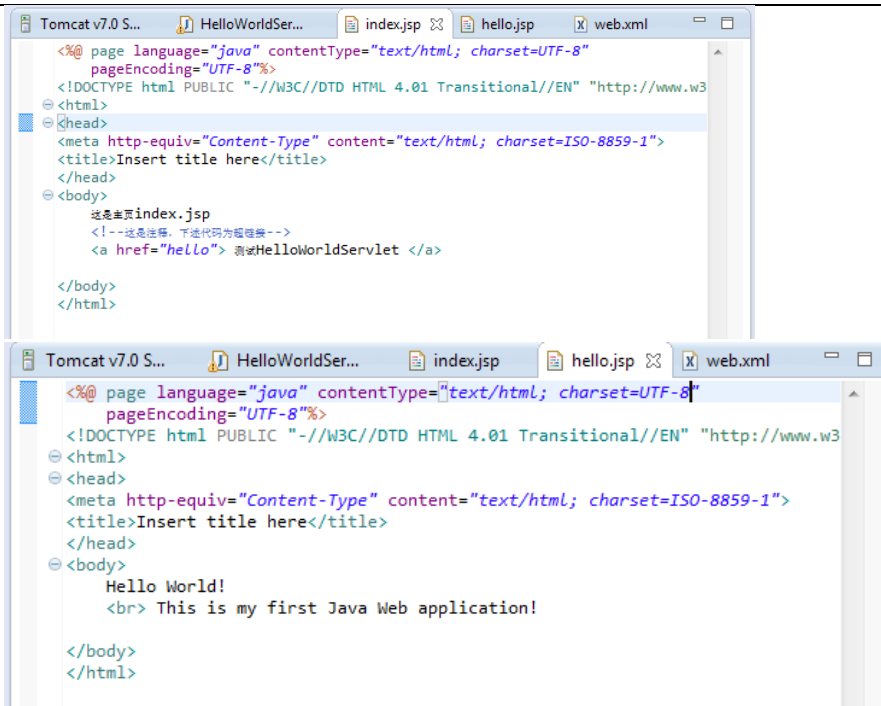 Tomcat v7.0 S... HelloWorldSer... index.jsp hello.jsp web.xml
<%@ page language="java" contentType="text/html; charset=UTF-8"
pageEncoding="UTF-8"%>
<!DOCTYPE html PUBLIC "-//W3C//DTD HTML 4.01 Transitional//EN" "http://www.w3
<html>
<head>
<meta http-equiv="Content-Type" content="text/html; charset=ISO-8859-1">
<title>Insert title here</title>
</head>
<body>
这是主页index.jsp
<!--这是注释，下述代码为超链接-->
<a href="hello"> 测试HelloWorldServlet </a>
</body>
</html>
Tomcat v7.0 S... HelloWorldSer... index.jsp hello.jsp web.xml
<%@ page language="java" contentType="text/html; charset=UTF-8"
pageEncoding="UTF-8"%>
<!DOCTYPE html PUBLIC "-//W3C//DTD HTML 4.01 Transitional//EN" "http://www.w3
<html>
<head>
<meta http-equiv="Content-Type" content="text/html; charset=ISO-8859-1">
<title>Insert title here</title>
</head>
<body>
Hello World!
<br> This is my first Java Web application!
</body>
</html>